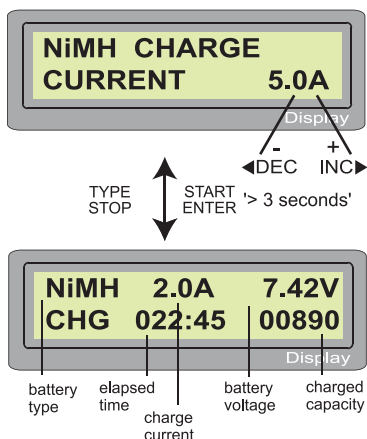 NiMH CHARGE
CURRENT 5.0A
Display
- +
◀DEC INC▶
TYPE START '> 3 seconds'
STOP ENTER
NiMH 2.0A 7.42V
CHG 022:45 00890
Display
battery elapsed battery charged
type time voltage capacity
charge
current